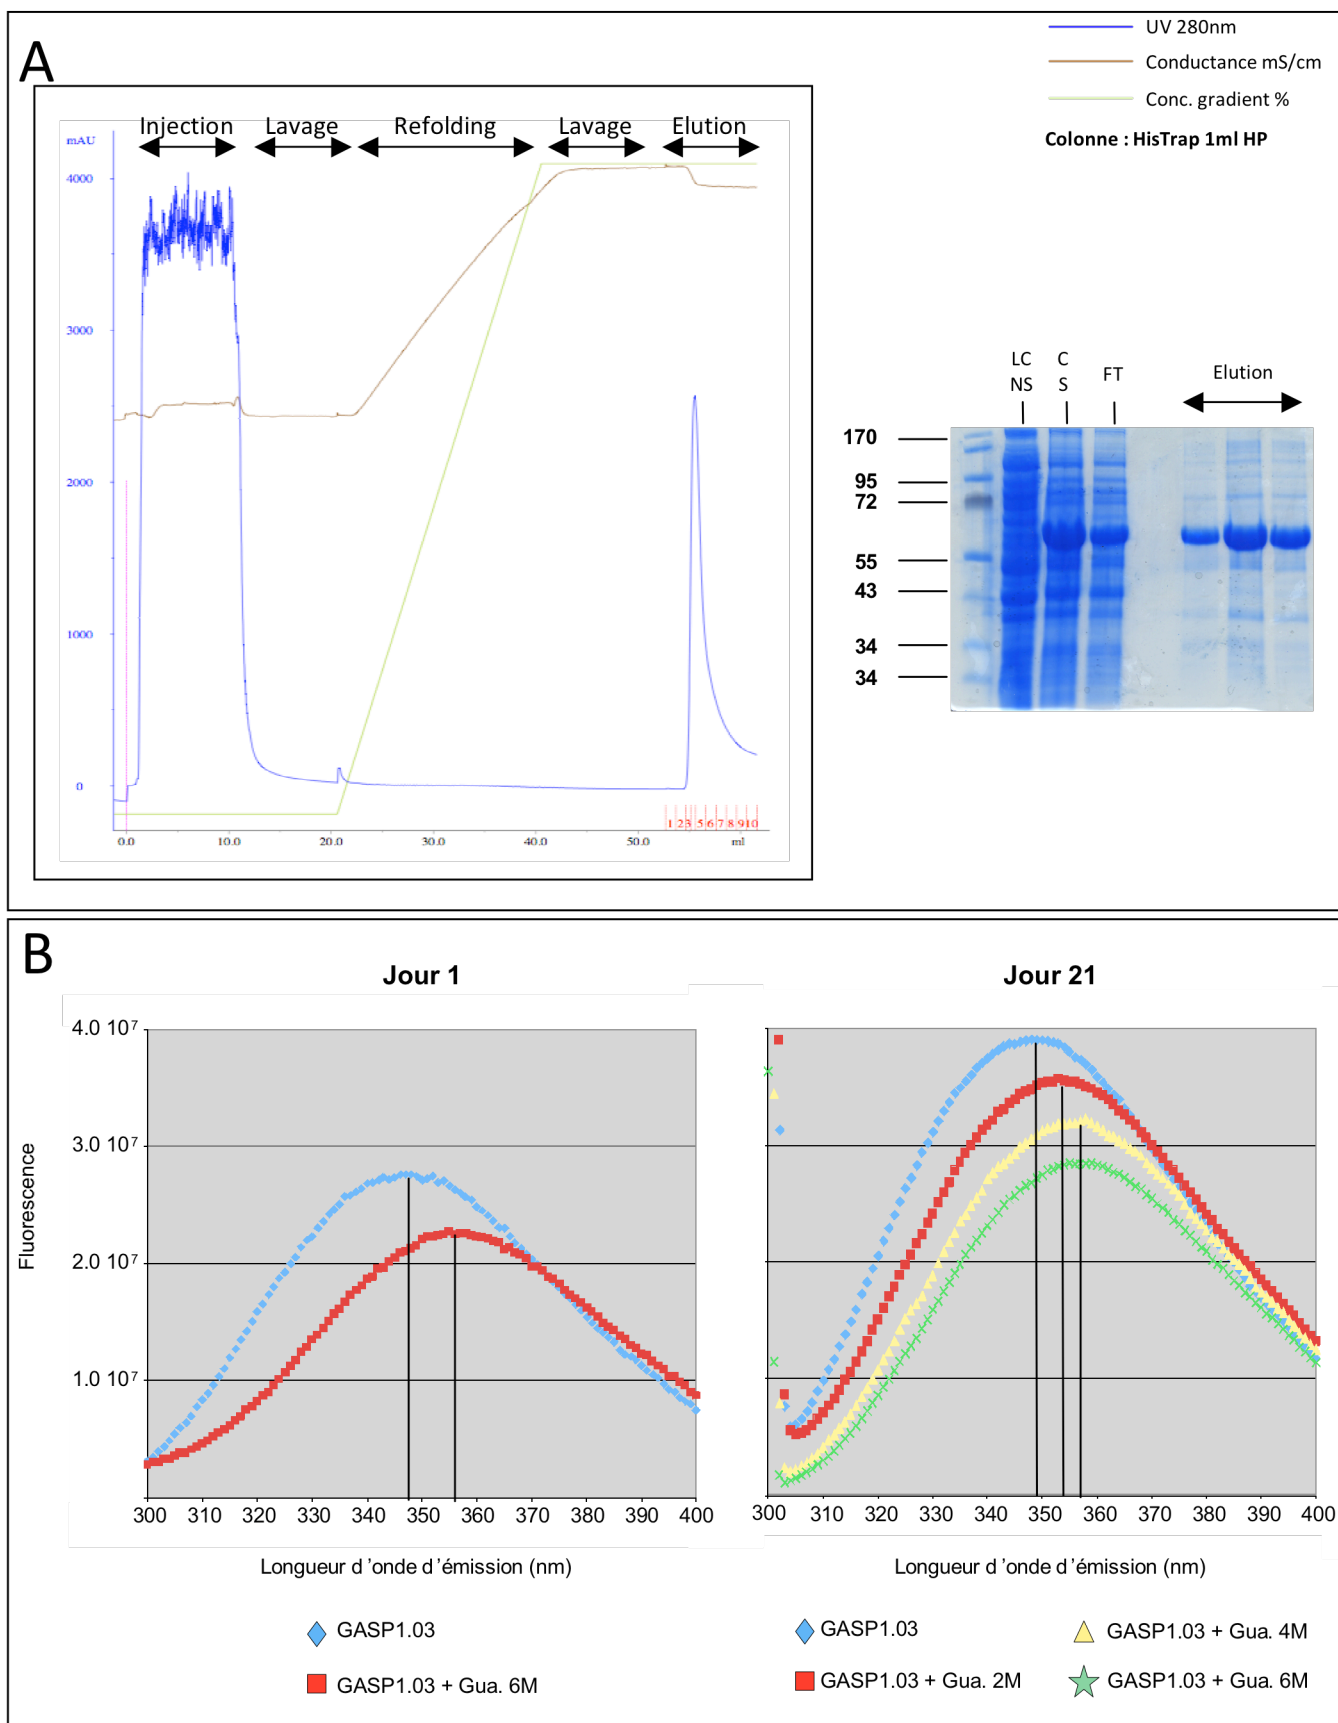 A
UV 280nm
Conductance mS/cm
Conc. gradient %
Colonne : HisTrap 1ml HP
Injection Lavage Refolding Lavage Elution
mAU
4000
3000
2000
1000
0
1 2 3 5 6 7 8 9 10
0.0 10.0 20.0 30.0 40.0 50.0 ml
LC C FT Elution
NS S
170
95
72
55
43
34
34
B
Jour 1 Jour 21
Fluorescence
4.0 10⁷
3.0 10⁷
2.0 10⁷
1.0 10⁷
300 310 320 330 340 350 360 370 380 390 400
300 310 320 330 340 350 360 370 380 390 400
Longueur d 'onde d 'émission (nm)
Longueur d 'onde d 'émission (nm)
GASP1.03
GASP1.03 + Gua. 6M
GASP1.03
GASP1.03 + Gua. 2M
GASP1.03 + Gua. 4M
GASP1.03 + Gua. 6M